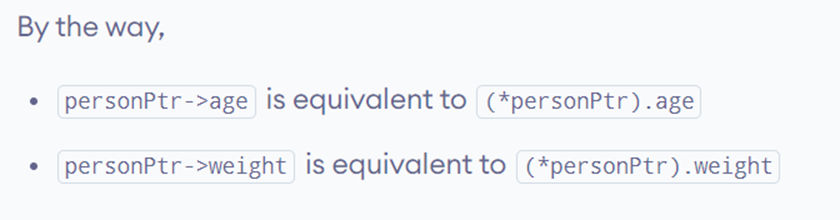 By the way,
• personPtr->age is equivalent to (*personPtr).age
• personPtr->weight is equivalent to (*personPtr).weight